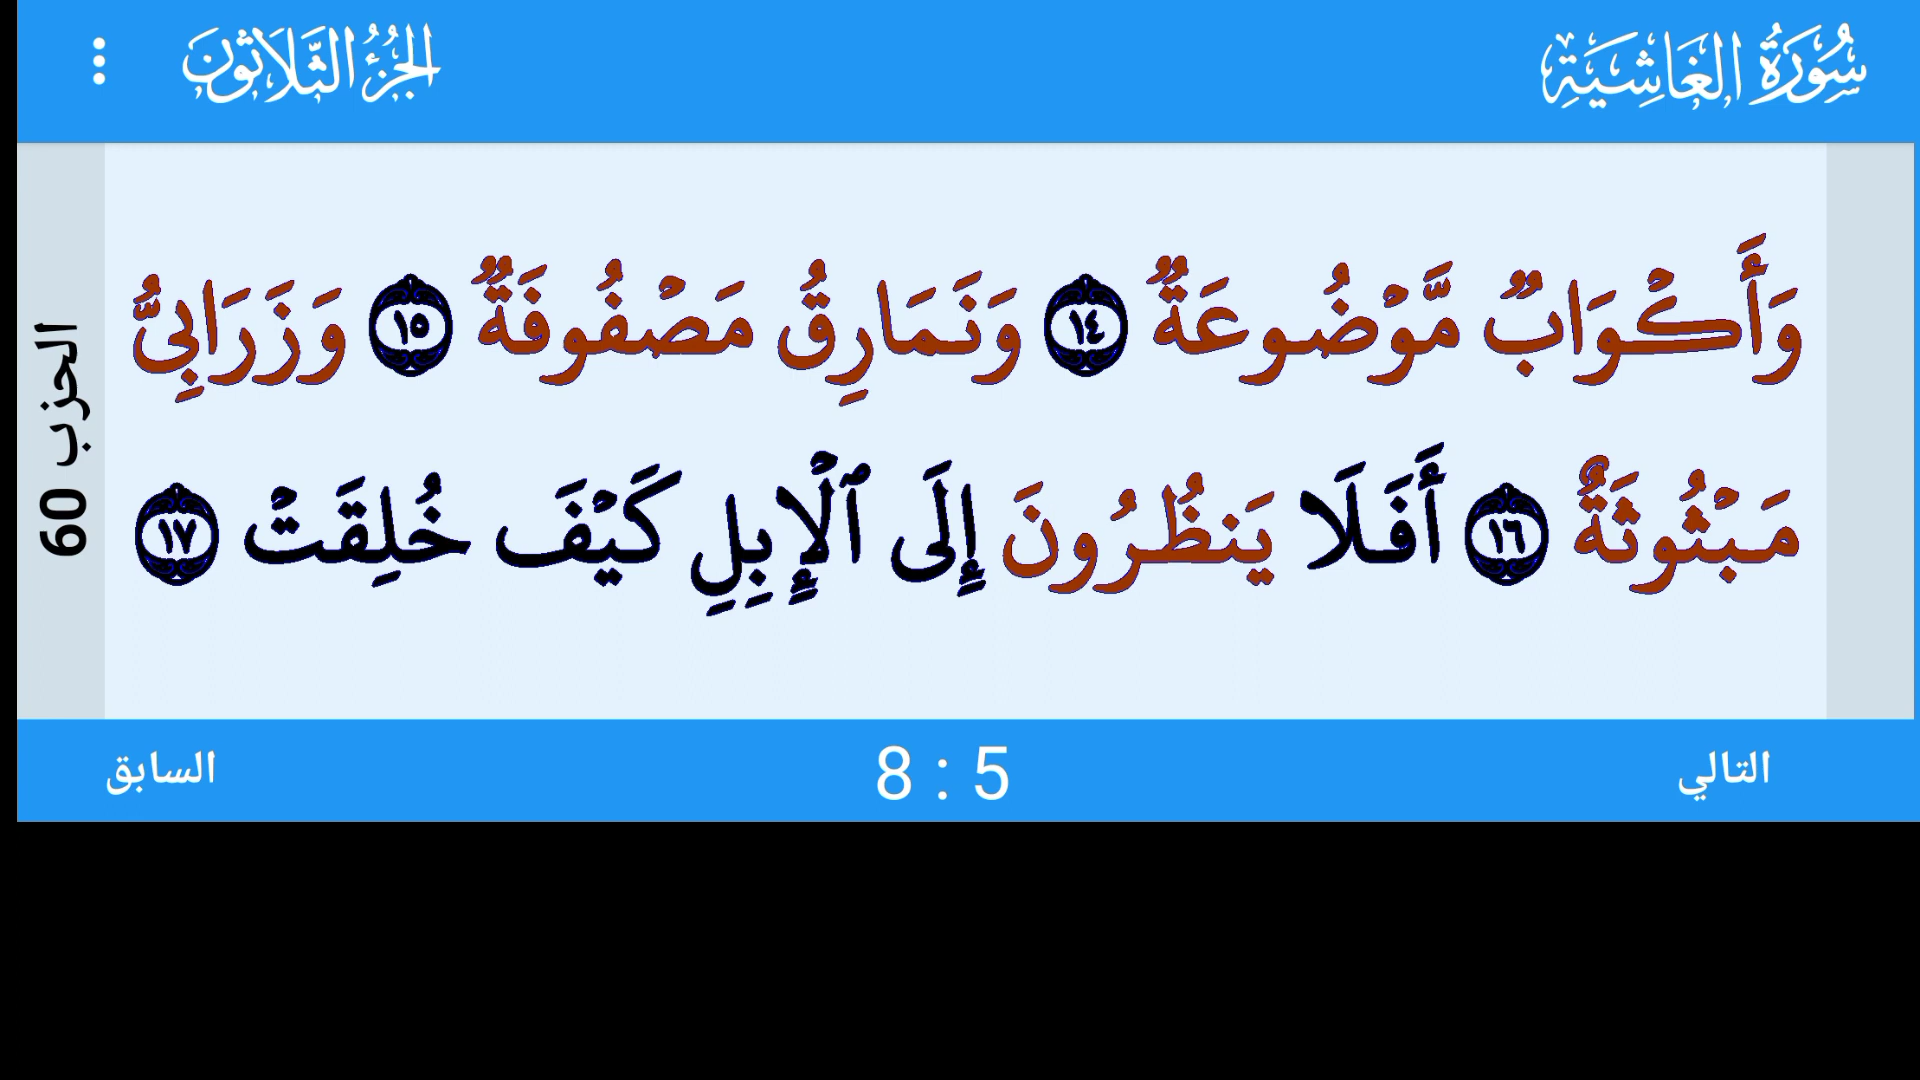 سُورَةُ الغَاشِيَةِ
الجُزْءُ الثَّلَاثُونَ
الحزب 60
وَأَكۡوَابٞ مَّوۡضُوعَةٞ ١٤ وَنَمَارِقُ مَصۡفُوفَةٞ ١٥ وَزَرَابِيُّ
مَبۡثُوثَةٌ ١٦ أَفَلَا يَنظُرُونَ إِلَى ٱلۡإِبِلِ كَيۡفَ خُلِقَتۡ ١٧
التالي
8 : 5
السابق